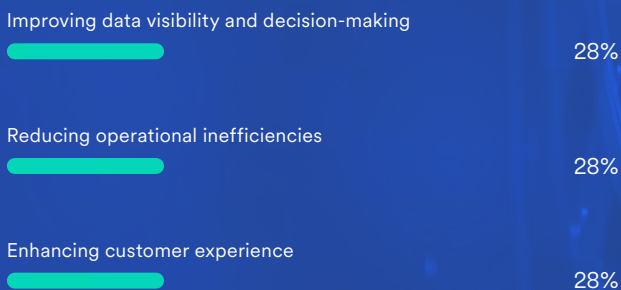 Improving data visibility and decision-making
28%
Reducing operational inefficiencies
28%
Enhancing customer experience
28%